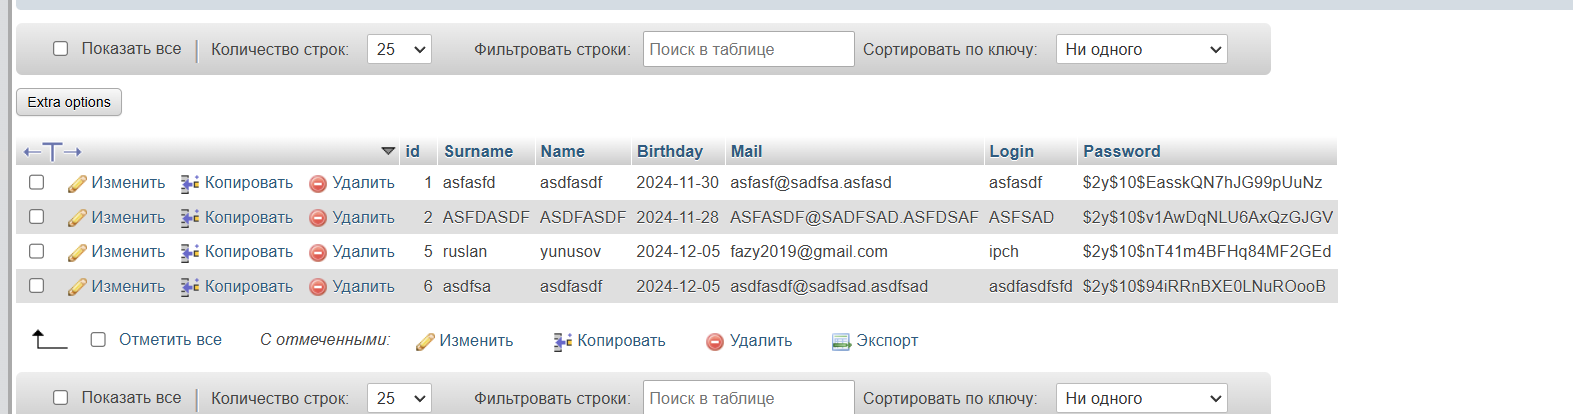 Показать все Количество строк: 25 Фильтровать строки: Поиск в таблице Сортировать по ключу: Ни одного
Extra options
id Surname Name Birthday Mail Login Password
Изменить Копировать Удалить 1 asfasfd asdfasdf 2024-11-30 asfasf@sadfsa.asfasd asfasdf $2y$10$EasskQN7hJG99pUuNz
Изменить Копировать Удалить 2 ASFDASDF ASDFASDF 2024-11-28 ASFASDF@SADFSAD.ASFDSAF ASFSAD $2y$10$v1AwDqNLU6AxQzGJGV
Изменить Копировать Удалить 5 ruslan yunusov 2024-12-05 fazy2019@gmail.com ipch $2y$10$nT41m4BFHq84MF2GEd
Изменить Копировать Удалить 6 asdfsa asdfasdf 2024-12-05 asdfasdf@sadfsad.asdfsad asdfasdfsfd $2y$10$94iRRnBXE0LNuROooB
Отметить все С отмеченными: Изменить Копировать Удалить Экспорт
Показать все Количество строк: 25 Фильтровать строки: Поиск в таблице Сортировать по ключу: Ни одного